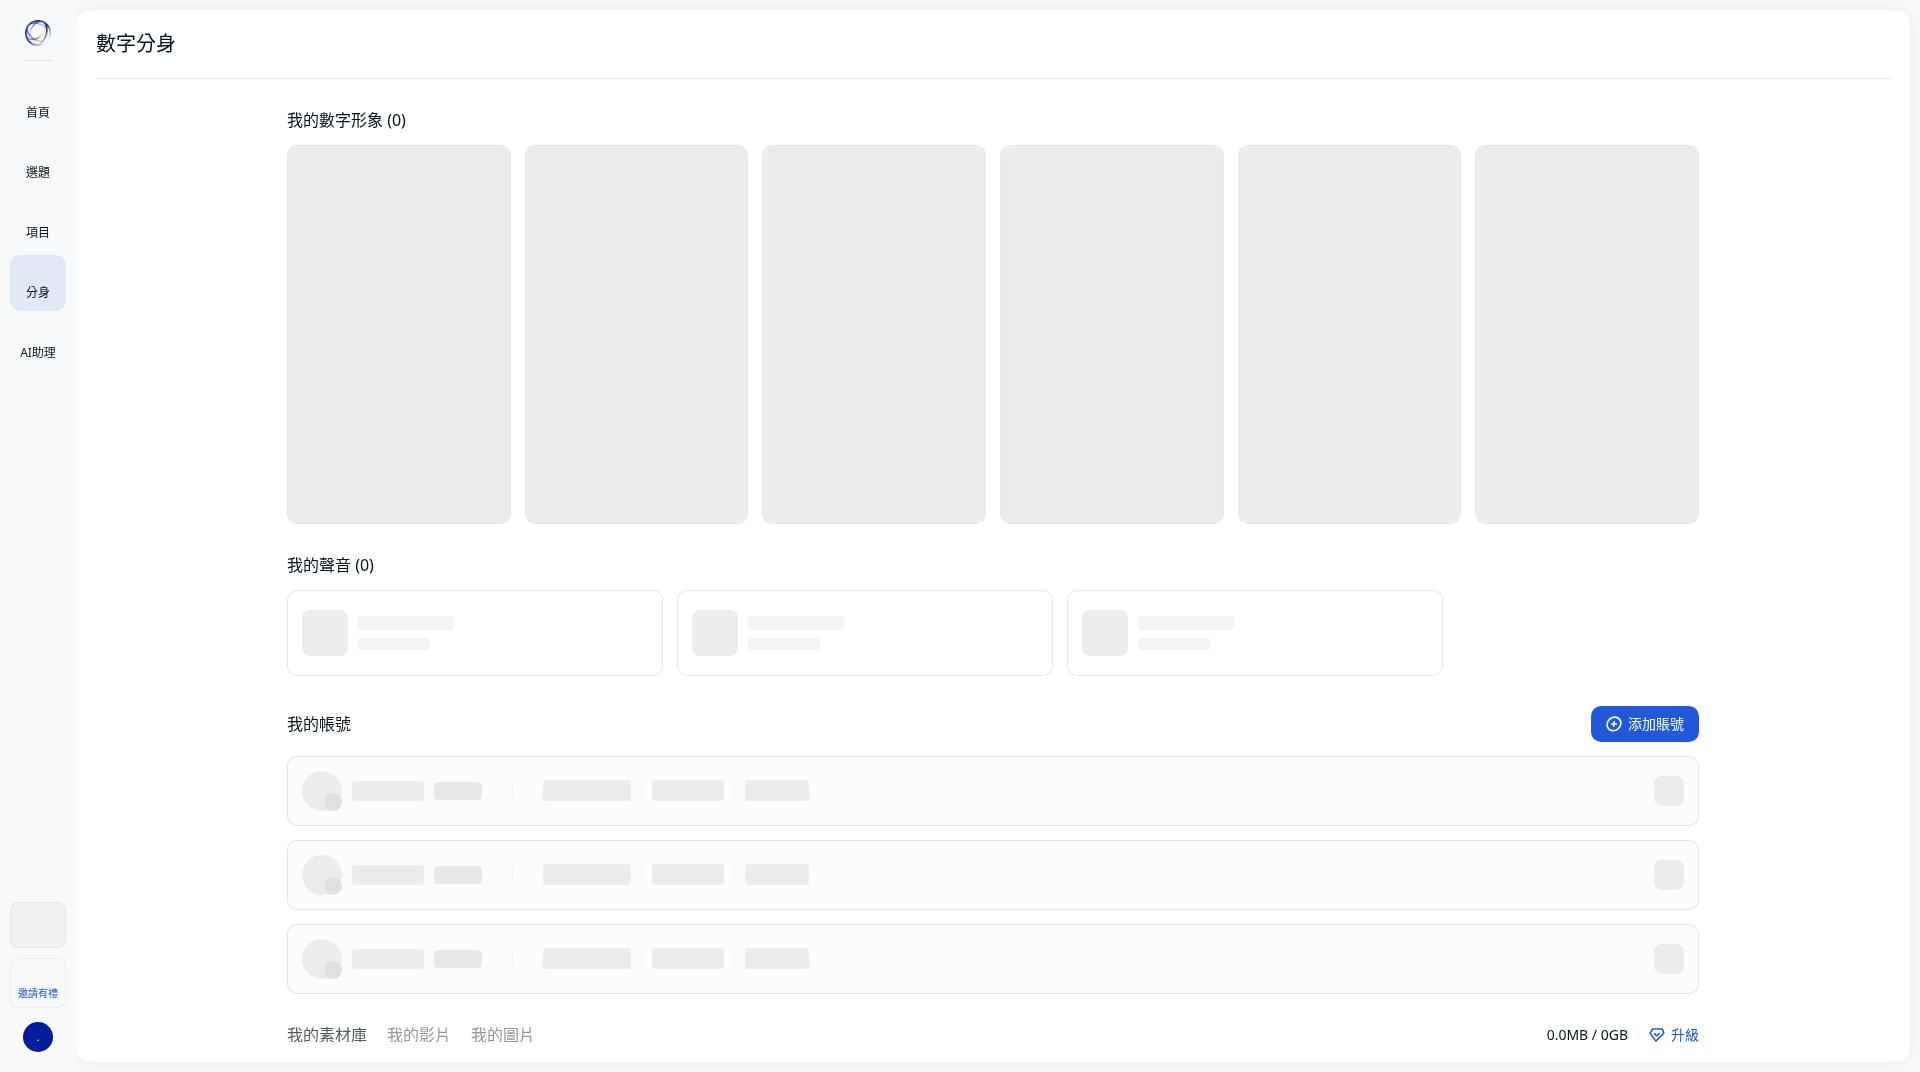 數字分身
首頁
選題
項目
分身
AI助理
邀請有禮
.
我的數字形象 (0)
我的聲音 (0)
我的帳號
添加賬號
我的素材庫 我的影片 我的圖片
0.0MB / 0GB 升級